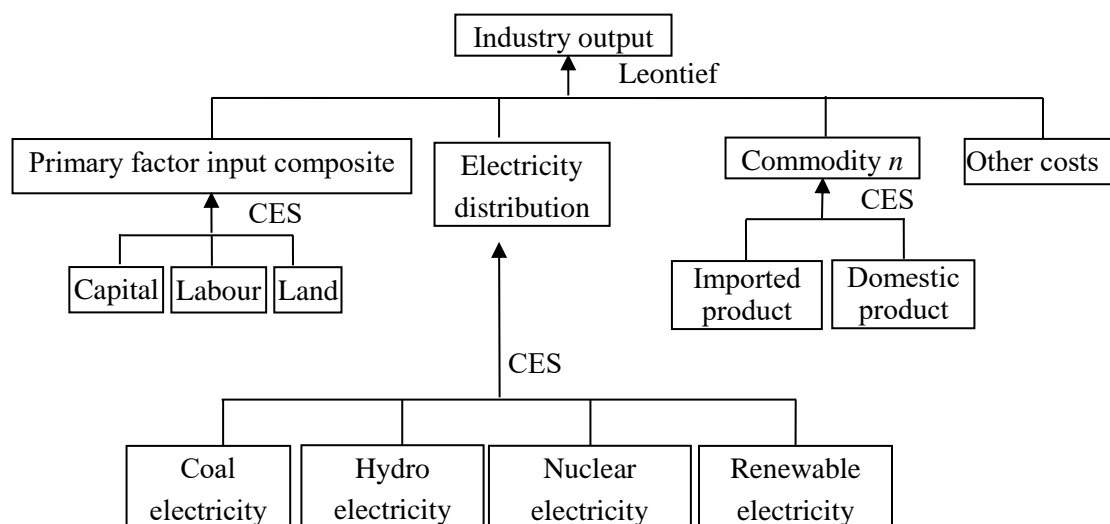 Industry output
Leontief
Primary factor input composite
Electricity
distribution
Commodity n
Other costs
CES
CES
Capital
Labour
Land
Imported
product
Domestic
product
CES
Coal
electricity
Hydro
electricity
Nuclear
electricity
Renewable
electricity